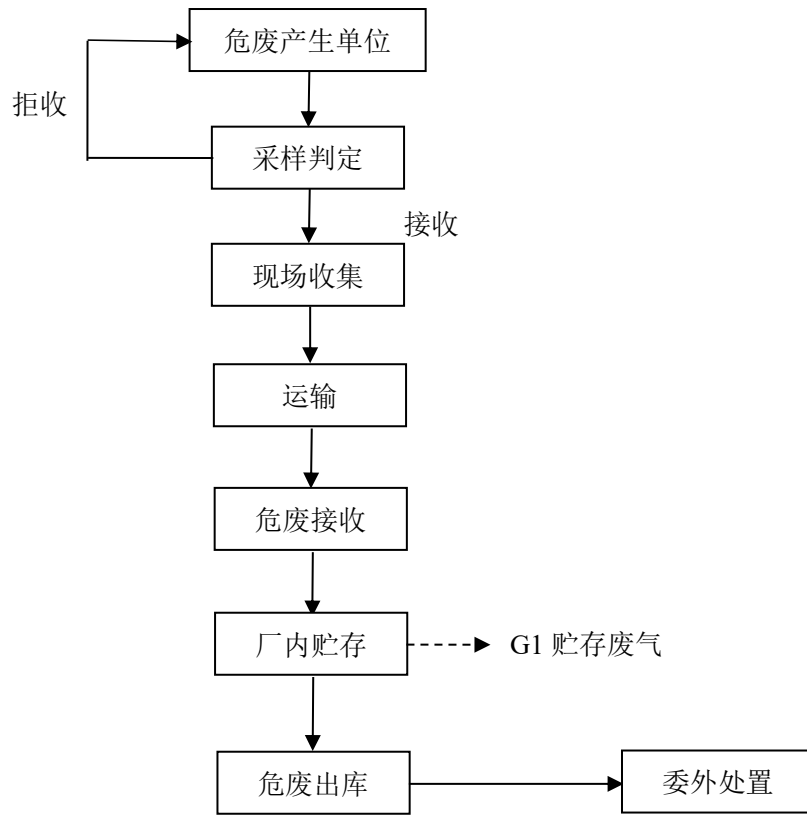 危废产生单位
拒收
采样判定
接收
现场收集
运输
危废接收
厂内贮存
G1 贮存废气
危废出库
委外处置